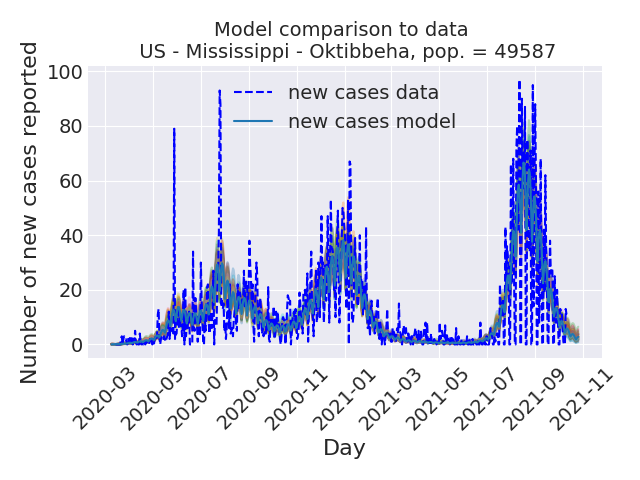 Model comparison to data
US - Mississippi - Oktibbeha, pop. = 49587
Number of new cases reported
100
80
60
40
20
0
new cases data
new cases model
2020-03
2020-05
2020-07
2020-09
2020-11
2021-01
2021-03
2021-05
2021-07
2021-09
2021-11
Day